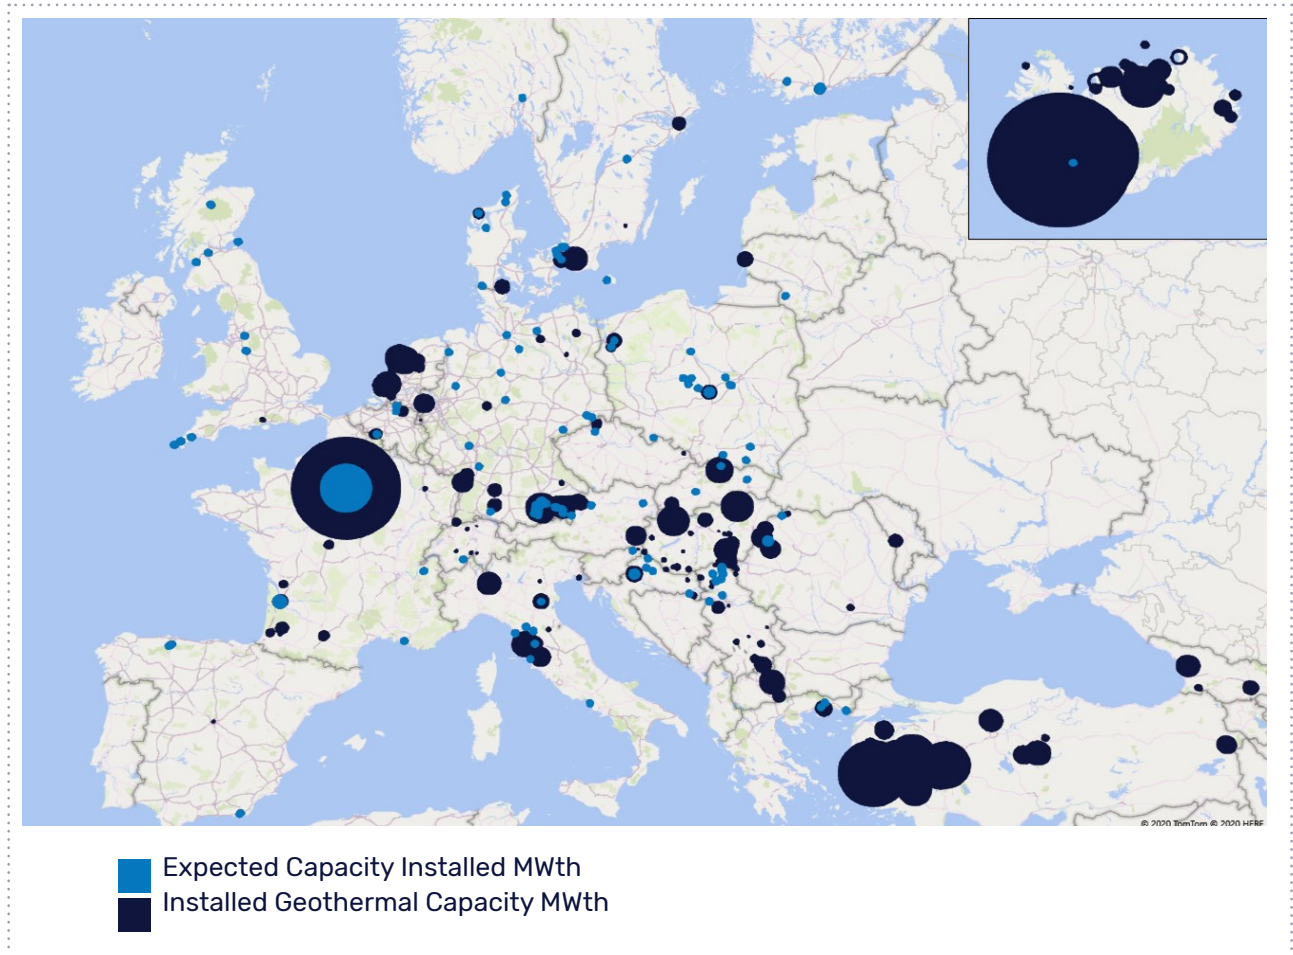 © 2020 TomTom © 2020 HERE
Expected Capacity Installed MWth
Installed Geothermal Capacity MWth